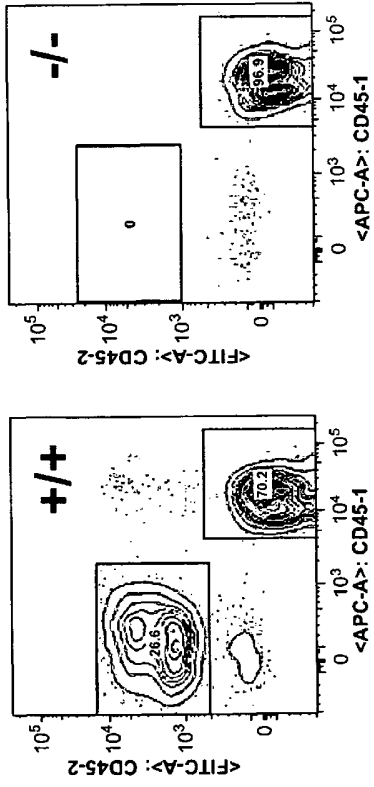 +/+
<FITC-A>: CD45-2
10^5
10^4
10^3
0
26.6
70.2
0 10^3 10^4 10^5
<APC-A>: CD45-1
-/-
<FITC-A>: CD45-2
10^5
10^4
10^3
0
0
96.9
0 10^3 10^4 10^5
<APC-A>: CD45-1